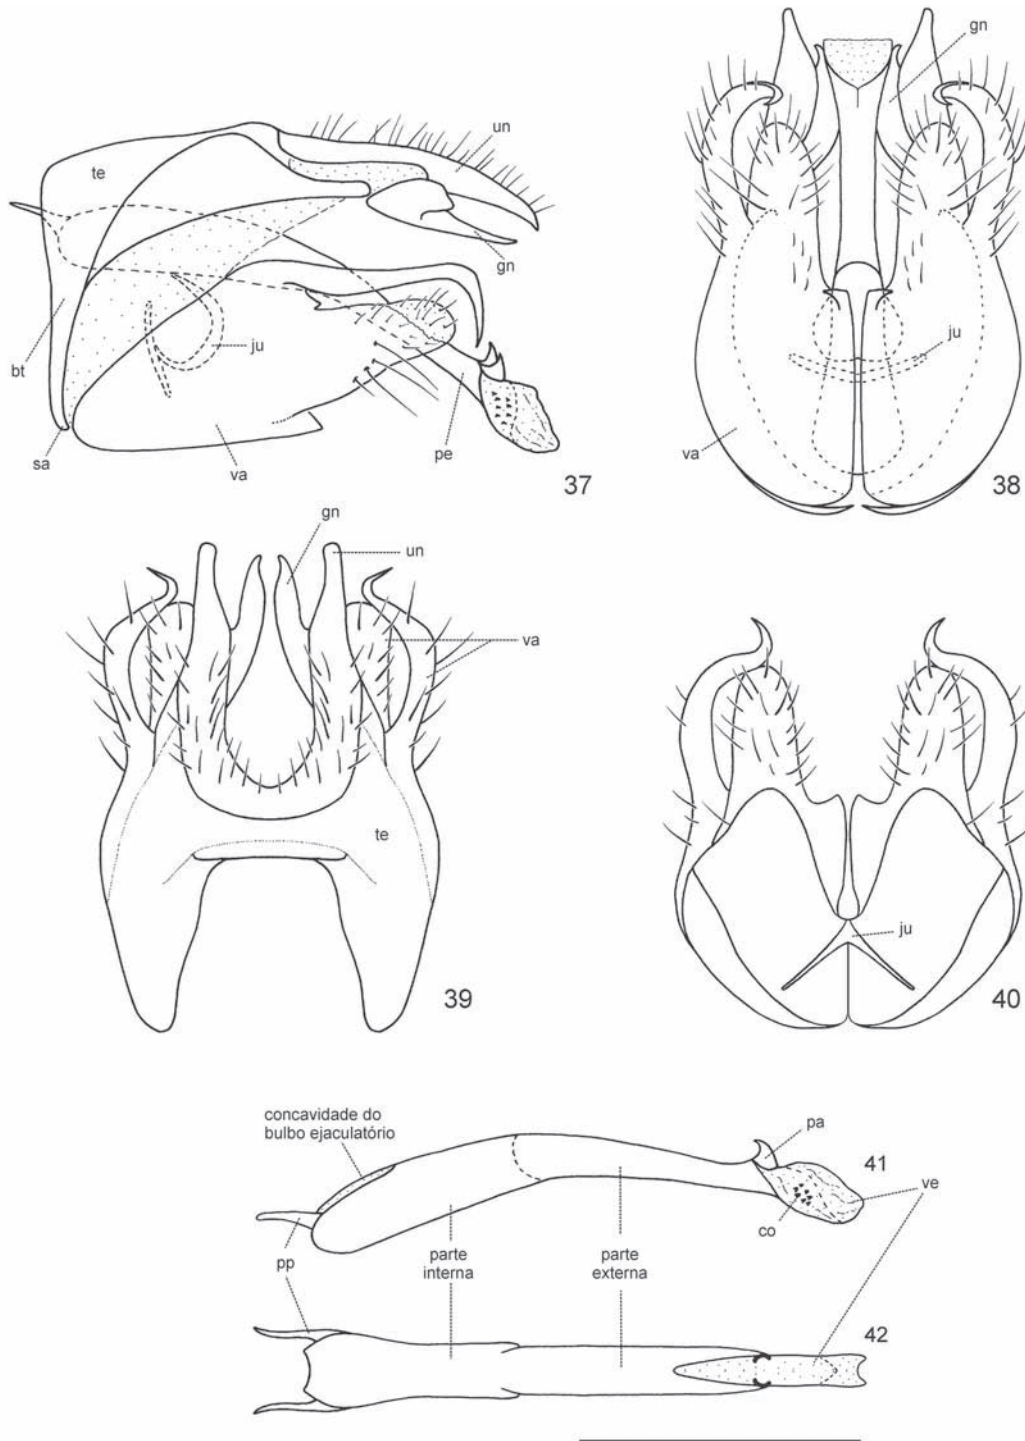 te
un
gn
ju
bt
sa
va
pe
37
gn
ju
va
38
gn
un
va
te
39
ju
40
concavidade do
bulbo ejaculatório
pa
41
ve
co
pp
parte
interna
parte
externa
42